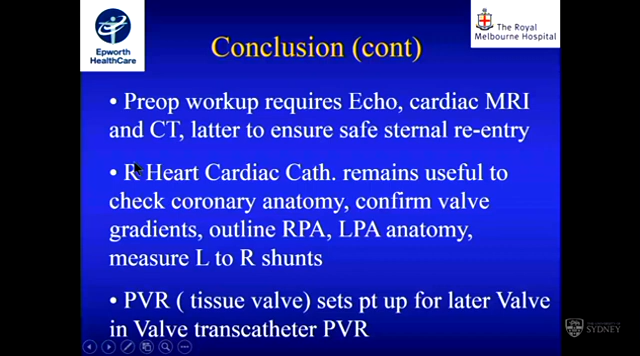 Epworth
HealthCare
The Royal
Melbourne Hospital
Conclusion (cont)
• Preop workup requires Echo, cardiac MRI
and CT, latter to ensure safe sternal re-entry
• R Heart Cardiac Cath. remains useful to
check coronary anatomy, confirm valve
gradients, outline RPA, LPA anatomy,
measure L to R shunts
• PVR ( tissue valve) sets pt up for later Valve
in Valve transcatheter PVR
SYDNEY